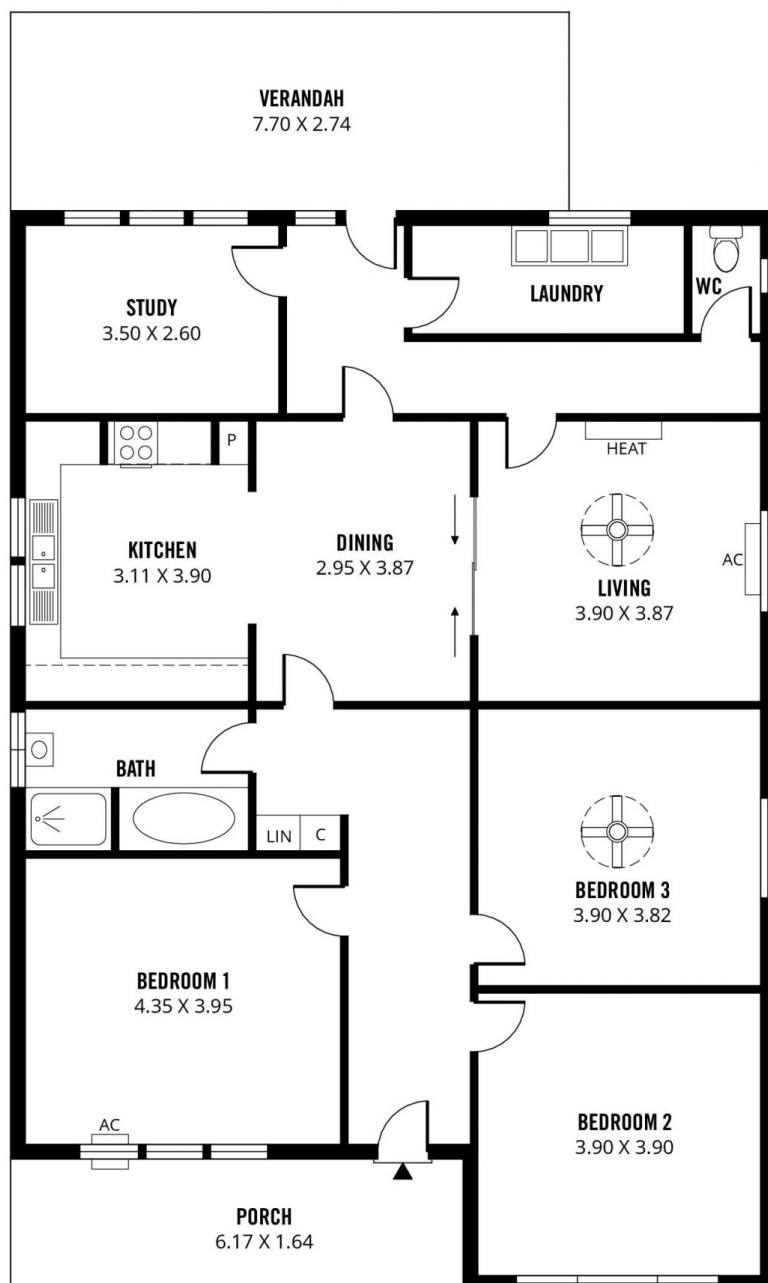 VERANDAH
7.70 X 2.74
STUDY
3.50 X 2.60
LAUNDRY
WC
P
HEAT
KITCHEN
3.11 X 3.90
DINING
2.95 X 3.87
AC
LIVING
3.90 X 3.87
BATH
LIN
C
BEDROOM 3
3.90 X 3.82
BEDROOM 1
4.35 X 3.95
AC
BEDROOM 2
3.90 X 3.90
PORCH
6.17 X 1.64